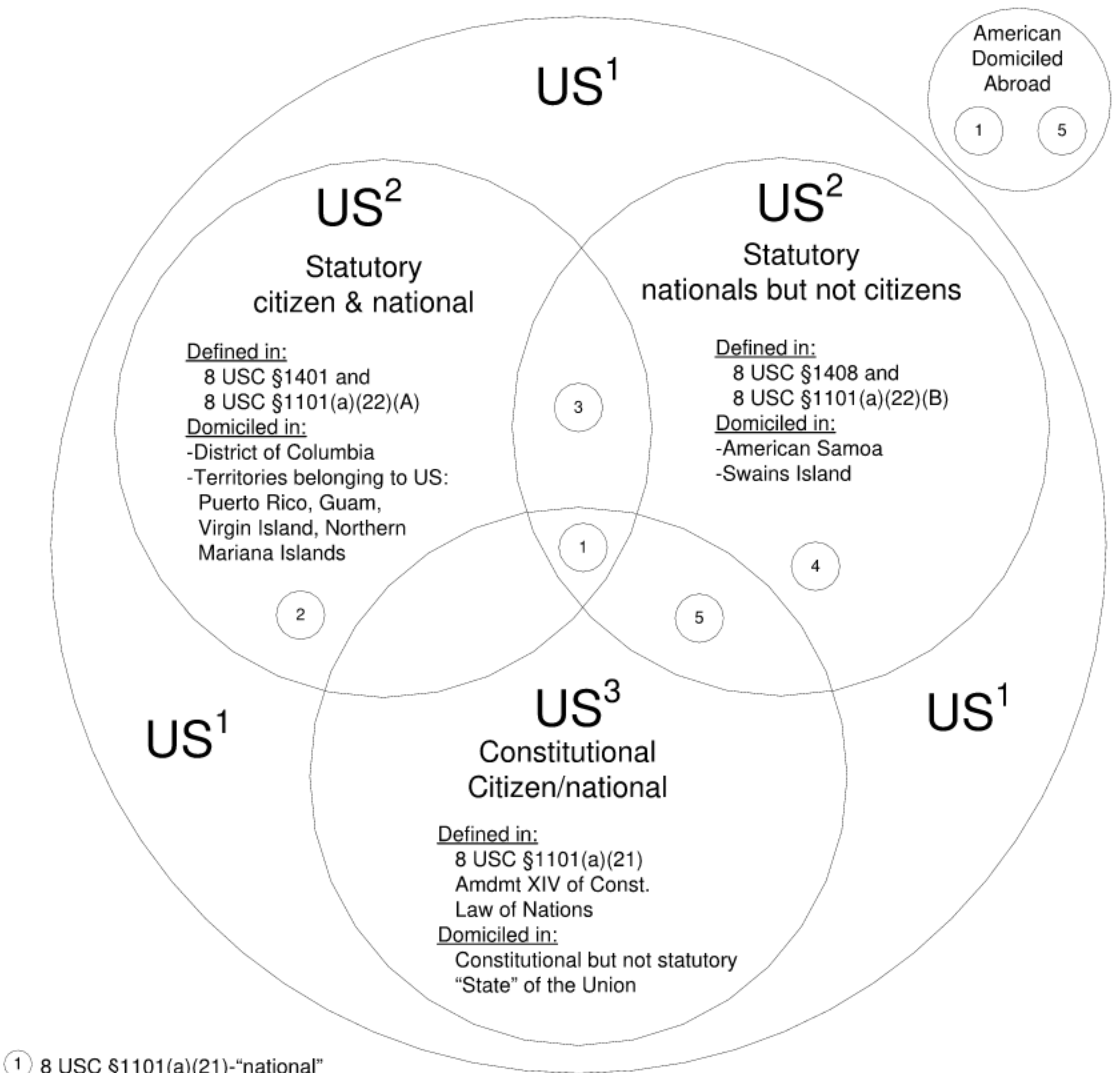 US¹
American
Domiciled
Abroad
1 5
US²
Statutory
citizen & national
Defined in:
8 USC §1401 and
8 USC §1101(a)(22)(A)
Domiciled in:
-District of Columbia
-Territories belonging to US:
Puerto Rico, Guam,
Virgin Island, Northern
Mariana Islands
2
US²
Statutory
nationals but not citizens
Defined in:
8 USC §1408 and
8 USC §1101(a)(22)(B)
Domiciled in:
-American Samoa
-Swains Island
4
3
1
5
US¹
US¹
US³
Constitutional
Citizen/national
Defined in:
8 USC §1101(a)(21)
Amdmt XIV of Const.
Law of Nations
Domiciled in:
Constitutional but not statutory
“State” of the Union
1 8 USC §1101(a)(21)-“national”